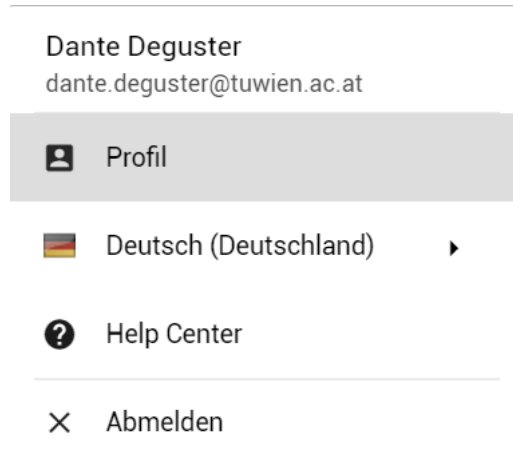 Dante Deguster
dante.deguster@tuwien.ac.at
Profil
Deutsch (Deutschland)
Help Center
Abmelden